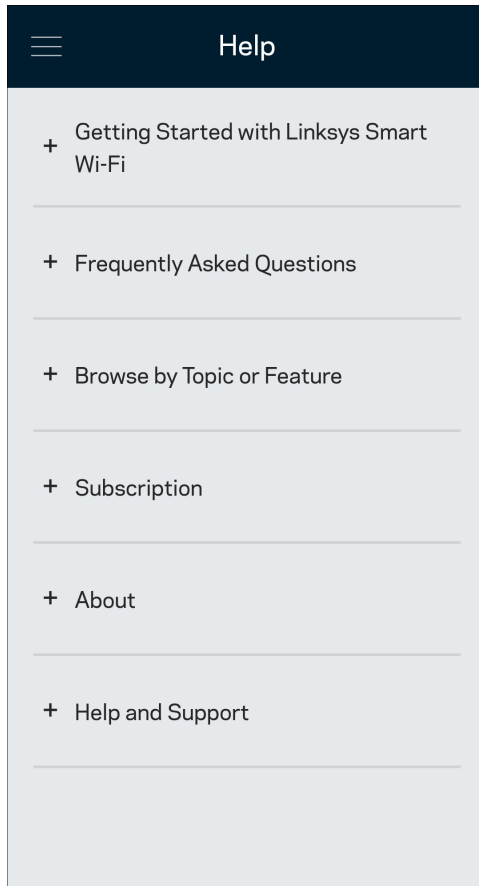 Help
+ Getting Started with Linksys Smart
Wi-Fi
+ Frequently Asked Questions
+ Browse by Topic or Feature
+ Subscription
+ About
+ Help and Support